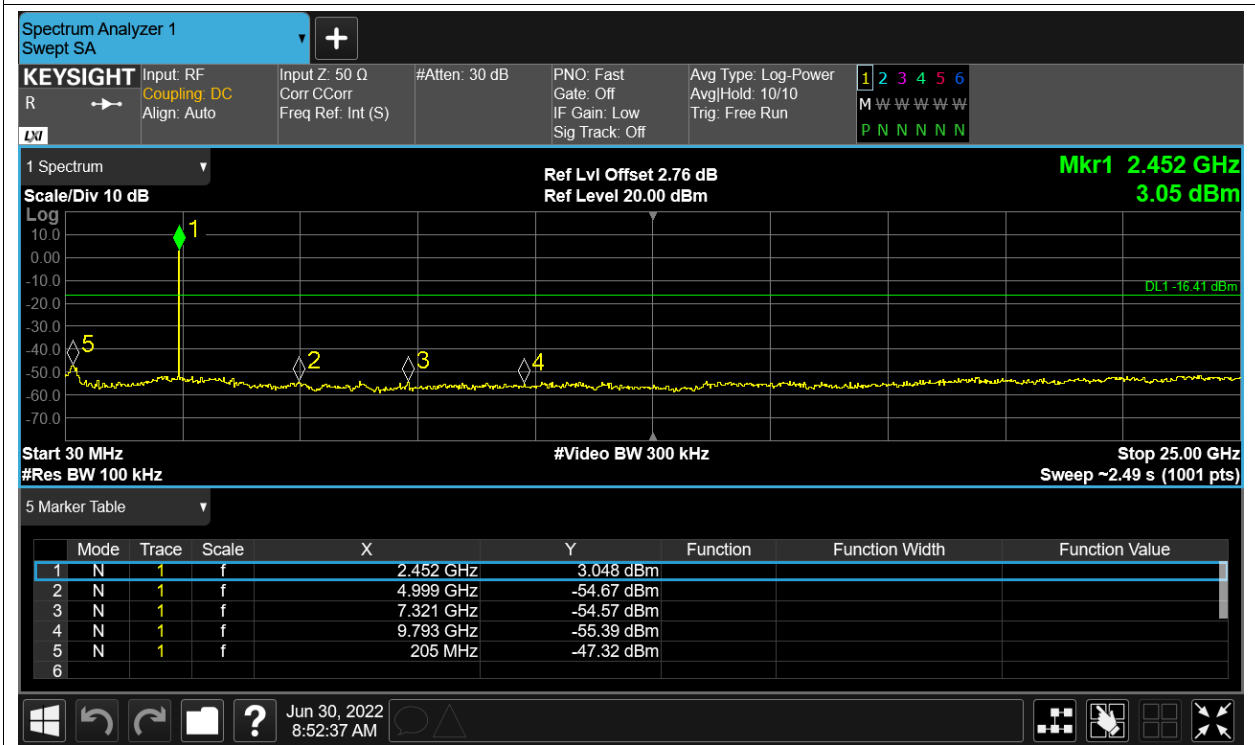 Spectrum Analyzer 1
Swept SA
KEYSIGHT
R
LXI
Input: RF
Coupling: DC
Align: Auto
Input Z: 50 Ω
Corr CCorr
Freq Ref: Int (S)
#Atten: 30 dB
PNO: Fast
Gate: Off
IF Gain: Low
Sig Track: Off
Avg Type: Log-Power
Avg|Hold: 10/10
Trig: Free Run
1 2 3 4 5 6
M W W W W W
P N N N N N
1 Spectrum
Scale/Div 10 dB
Ref Lvl Offset 2.76 dB
Ref Level 20.00 dBm
Mkr1 2.452 GHz
3.05 dBm
Log
10.0
0.00
-10.0
-20.0
-30.0
-40.0
-50.0
-60.0
-70.0
1
DL1 -16.41 dBm
5
2
3
4
Start 30 MHz
#Video BW 300 kHz
Stop 25.00 GHz
#Res BW 100 kHz
Sweep ~2.49 s (1001 pts)
5 Marker Table
Mode Trace Scale X Y Function Function Width Function Value
1 N 1 f 2.452 GHz 3.048 dBm
2 N 1 f 4.999 GHz -54.67 dBm
3 N 1 f 7.321 GHz -54.57 dBm
4 N 1 f 9.793 GHz -55.39 dBm
5 N 1 f 205 MHz -47.32 dBm
6
?
Jun 30, 2022
8:52:37 AM